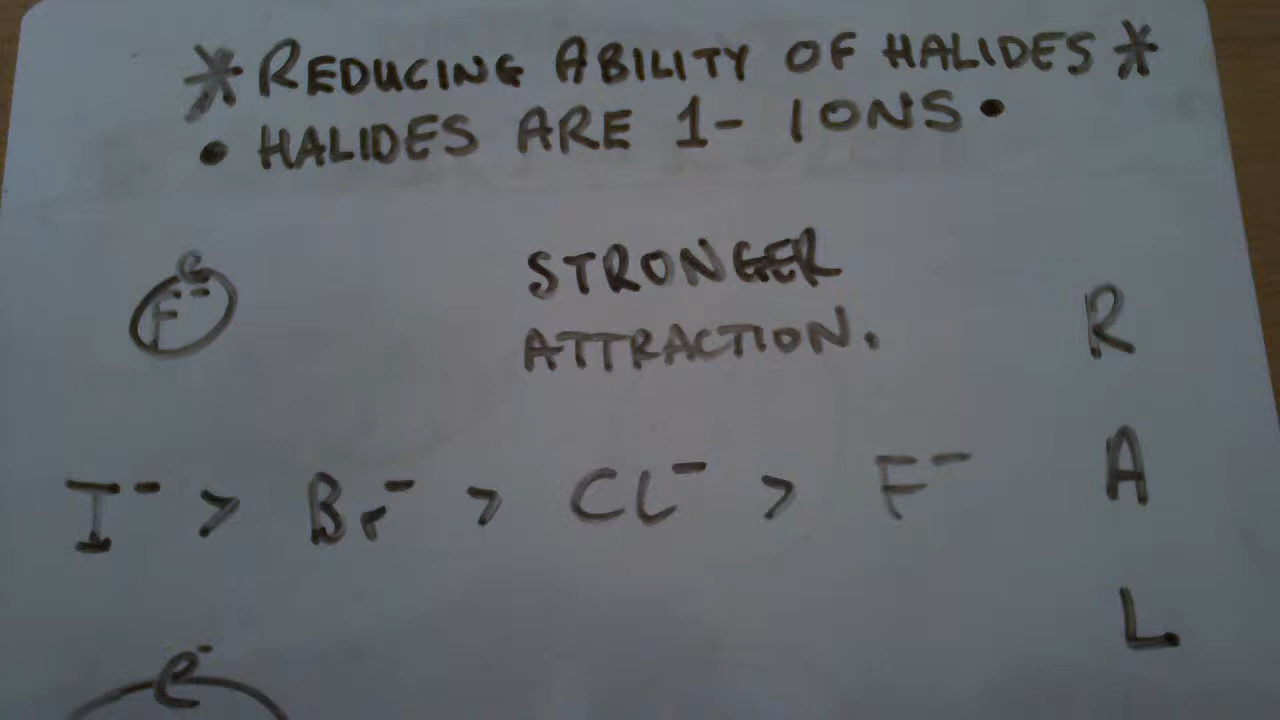 * REDUCING ABILITY OF HALIDES *
• HALIDES ARE 1- IONS •
e
F-
STRONGER
ATTRACTION.
R
A
L
I- > Br- > Cl- > F-
e-